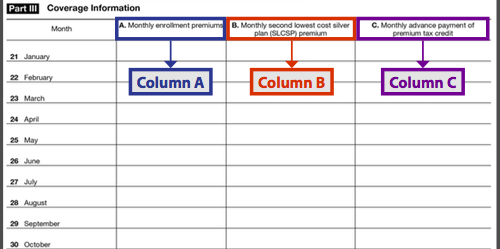 Part III Coverage Information
Month
A. Monthly enrollment premiums
B. Monthly second lowest cost silver
plan (SLCSP) premium
C. Monthly advance payment of
premium tax credit
21 January
22 February
Column A
Column B
Column C
23 March
24 April
25 May
26 June
27 July
28 August
29 September
30 October